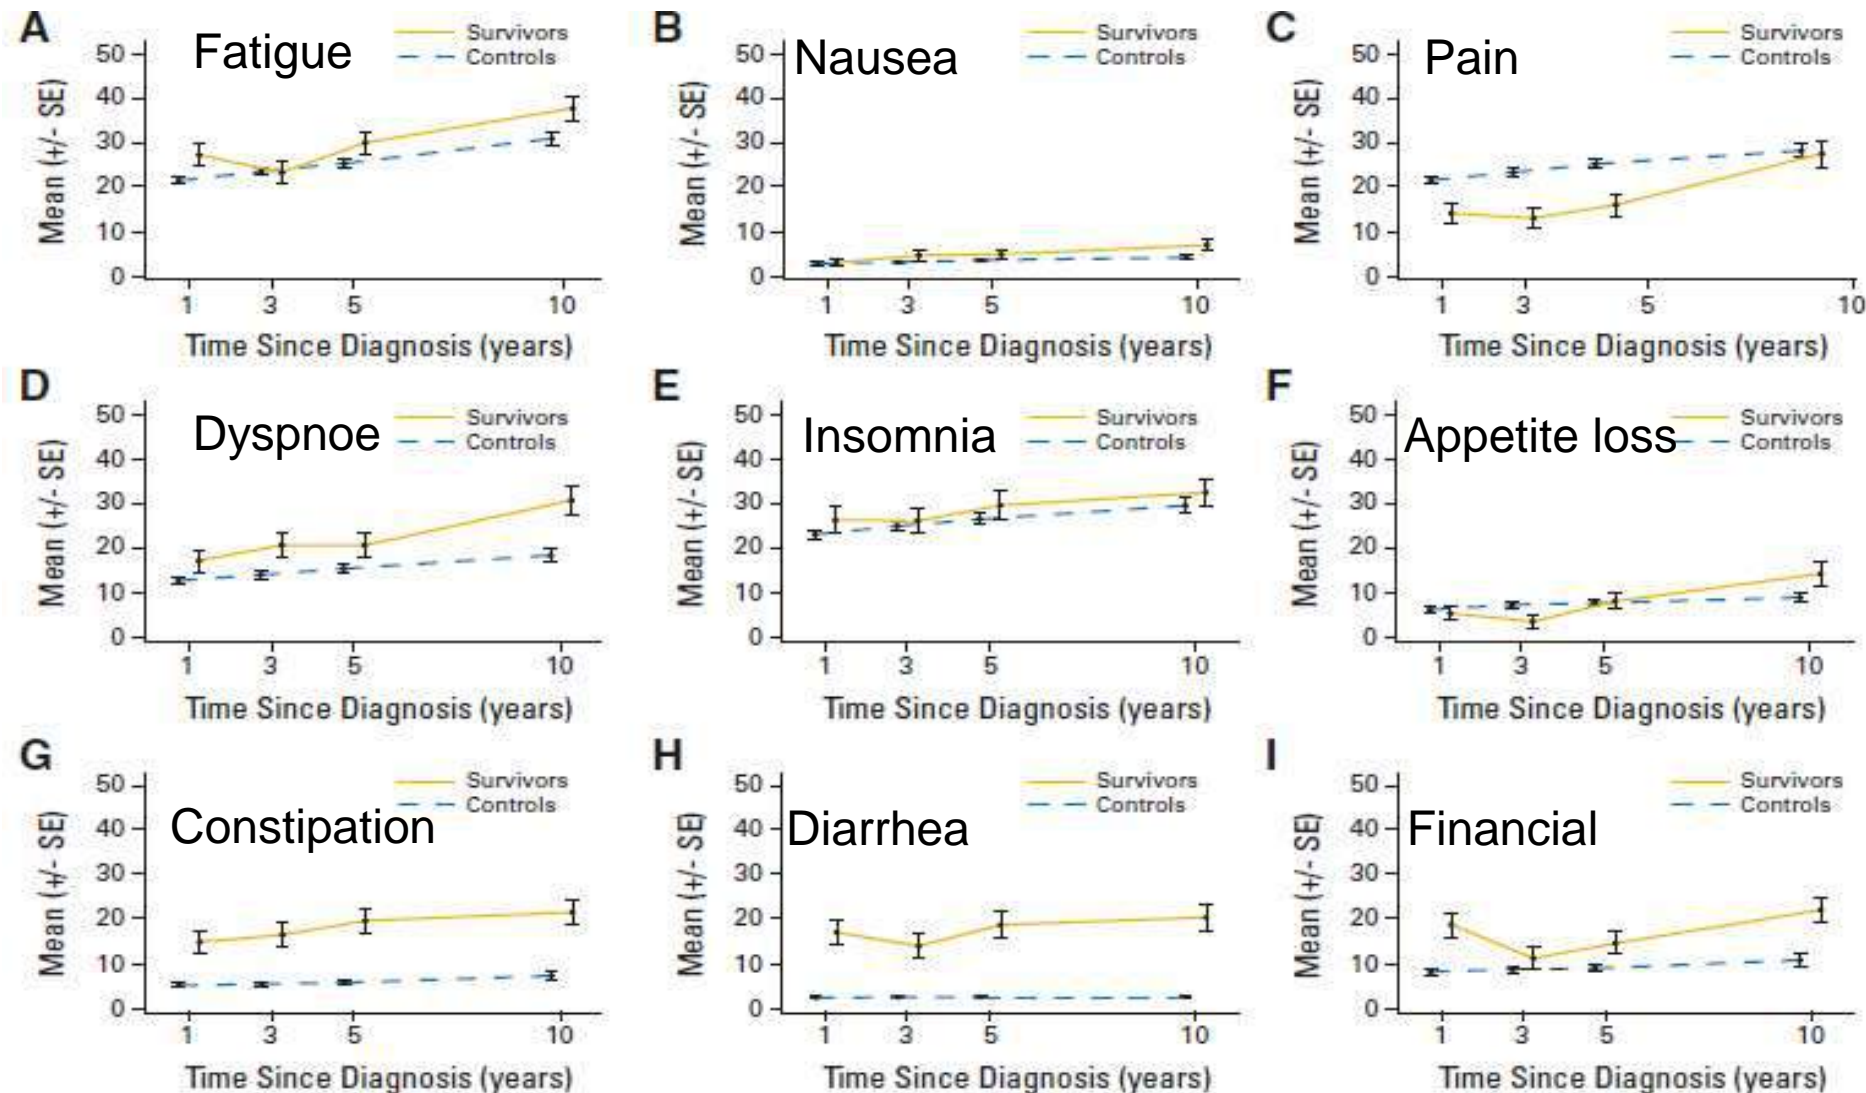 A
Fatigue
Survivors
Controls
Mean (+/- SE)
50
40
30
20
10
0
1 3 5 10
Time Since Diagnosis (years)
B
Nausea
Survivors
Controls
Mean (+/- SE)
50
40
30
20
10
0
1 3 5 10
Time Since Diagnosis (years)
C
Pain
Survivors
Controls
Mean (+/- SE)
50
40
30
20
10
0
1 3 5 10
Time Since Diagnosis (years)
D
Dyspnoe
Survivors
Controls
Mean (+/- SE)
50
40
30
20
10
0
1 3 5 10
Time Since Diagnosis (years)
E
Insomnia
Survivors
Controls
Mean (+/- SE)
50
40
30
20
10
0
1 3 5 10
Time Since Diagnosis (years)
F
Appetite loss
Survivors
Controls
Mean (+/- SE)
50
40
30
20
10
0
1 3 5 10
Time Since Diagnosis (years)
G
Constipation
Survivors
Controls
Mean (+/- SE)
50
40
30
20
10
0
1 3 5 10
Time Since Diagnosis (years)
H
Diarrhea
Survivors
Controls
Mean (+/- SE)
50
40
30
20
10
0
1 3 5 10
Time Since Diagnosis (years)
I
Financial
Survivors
Controls
Mean (+/- SE)
50
40
30
20
10
0
1 3 5 10
Time Since Diagnosis (years)